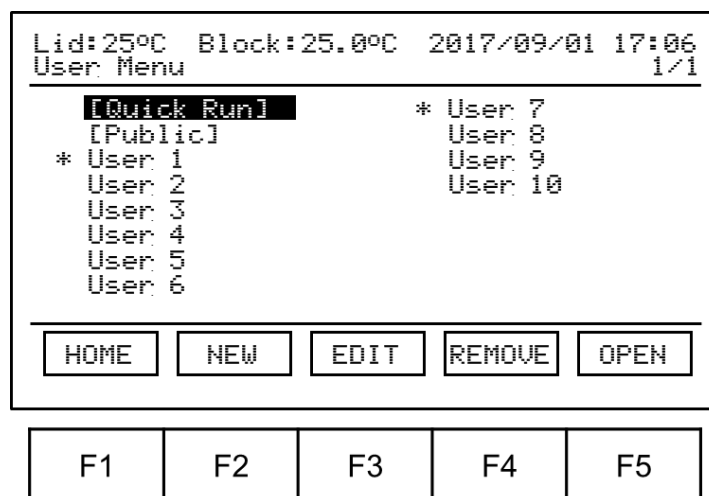 Lid:25ºC Block:25.0ºC 2017/09/01 17:06
User Menu 1/1
[Quick Run]
[Public]
* User 1
User 2
User 3
User 4
User 5
User 6
* User 7
User 8
User 9
User 10
HOME NEW EDIT REMOVE OPEN
F1 F2 F3 F4 F5